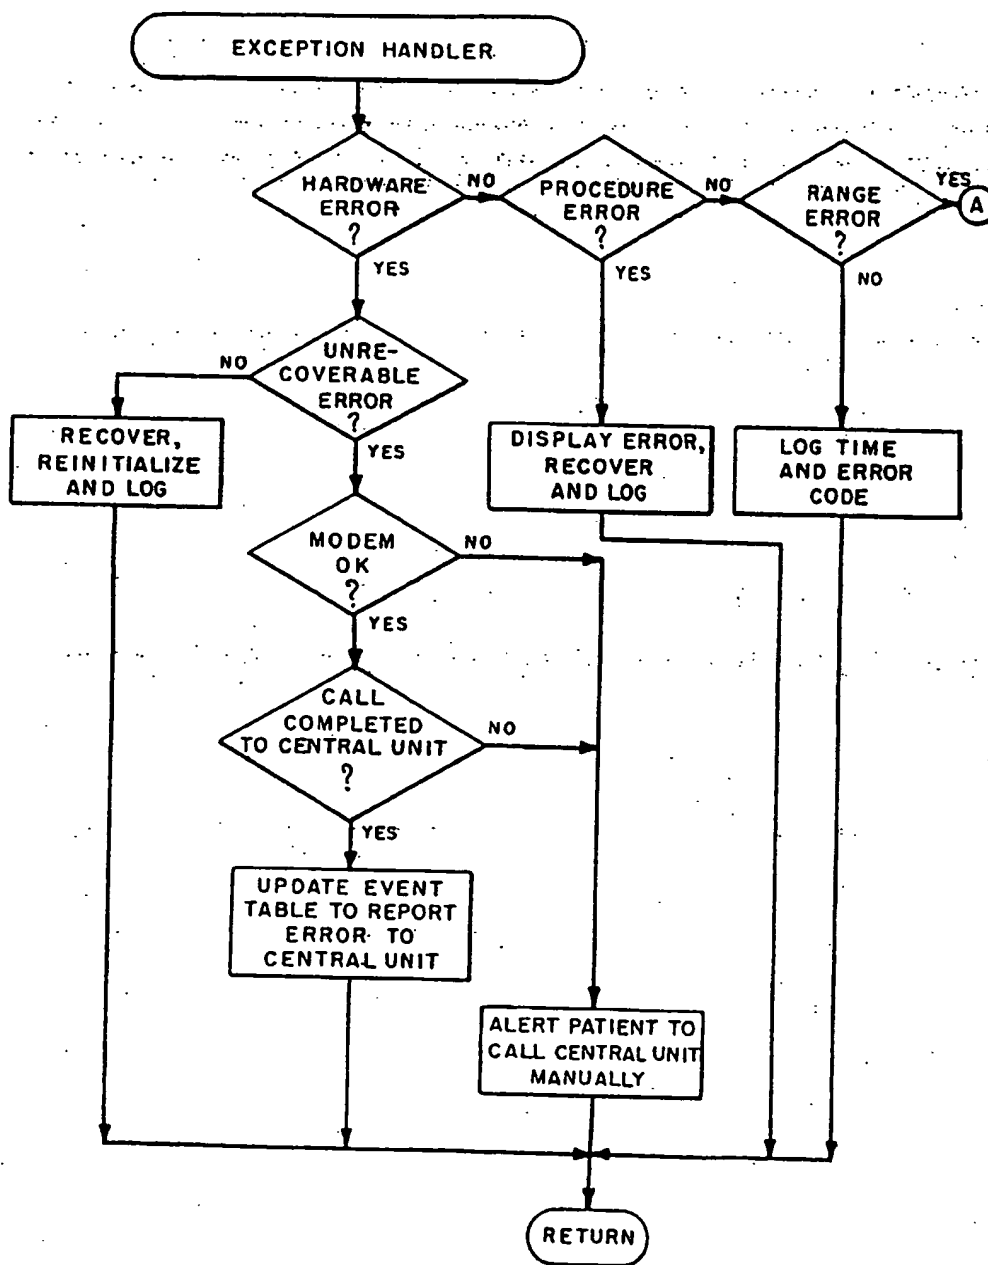 EXCEPTION HANDLER
HARDWARE
ERROR
?
NO
YES
PROCEDURE
ERROR
?
NO
YES
RANGE
ERROR
?
YES
A
NO
UNRE-
COVERABLE
ERROR
?
NO
YES
RECOVER,
REINITIALIZE
AND LOG
DISPLAY ERROR,
RECOVER
AND LOG
LOG TIME
AND ERROR
CODE
MODEM
OK
?
NO
YES
CALL
COMPLETED
TO CENTRAL UNIT
?
NO
YES
UPDATE EVENT
TABLE TO REPORT
ERROR TO
CENTRAL UNIT
ALERT PATIENT TO
CALL CENTRAL UNIT
MANUALLY
RETURN